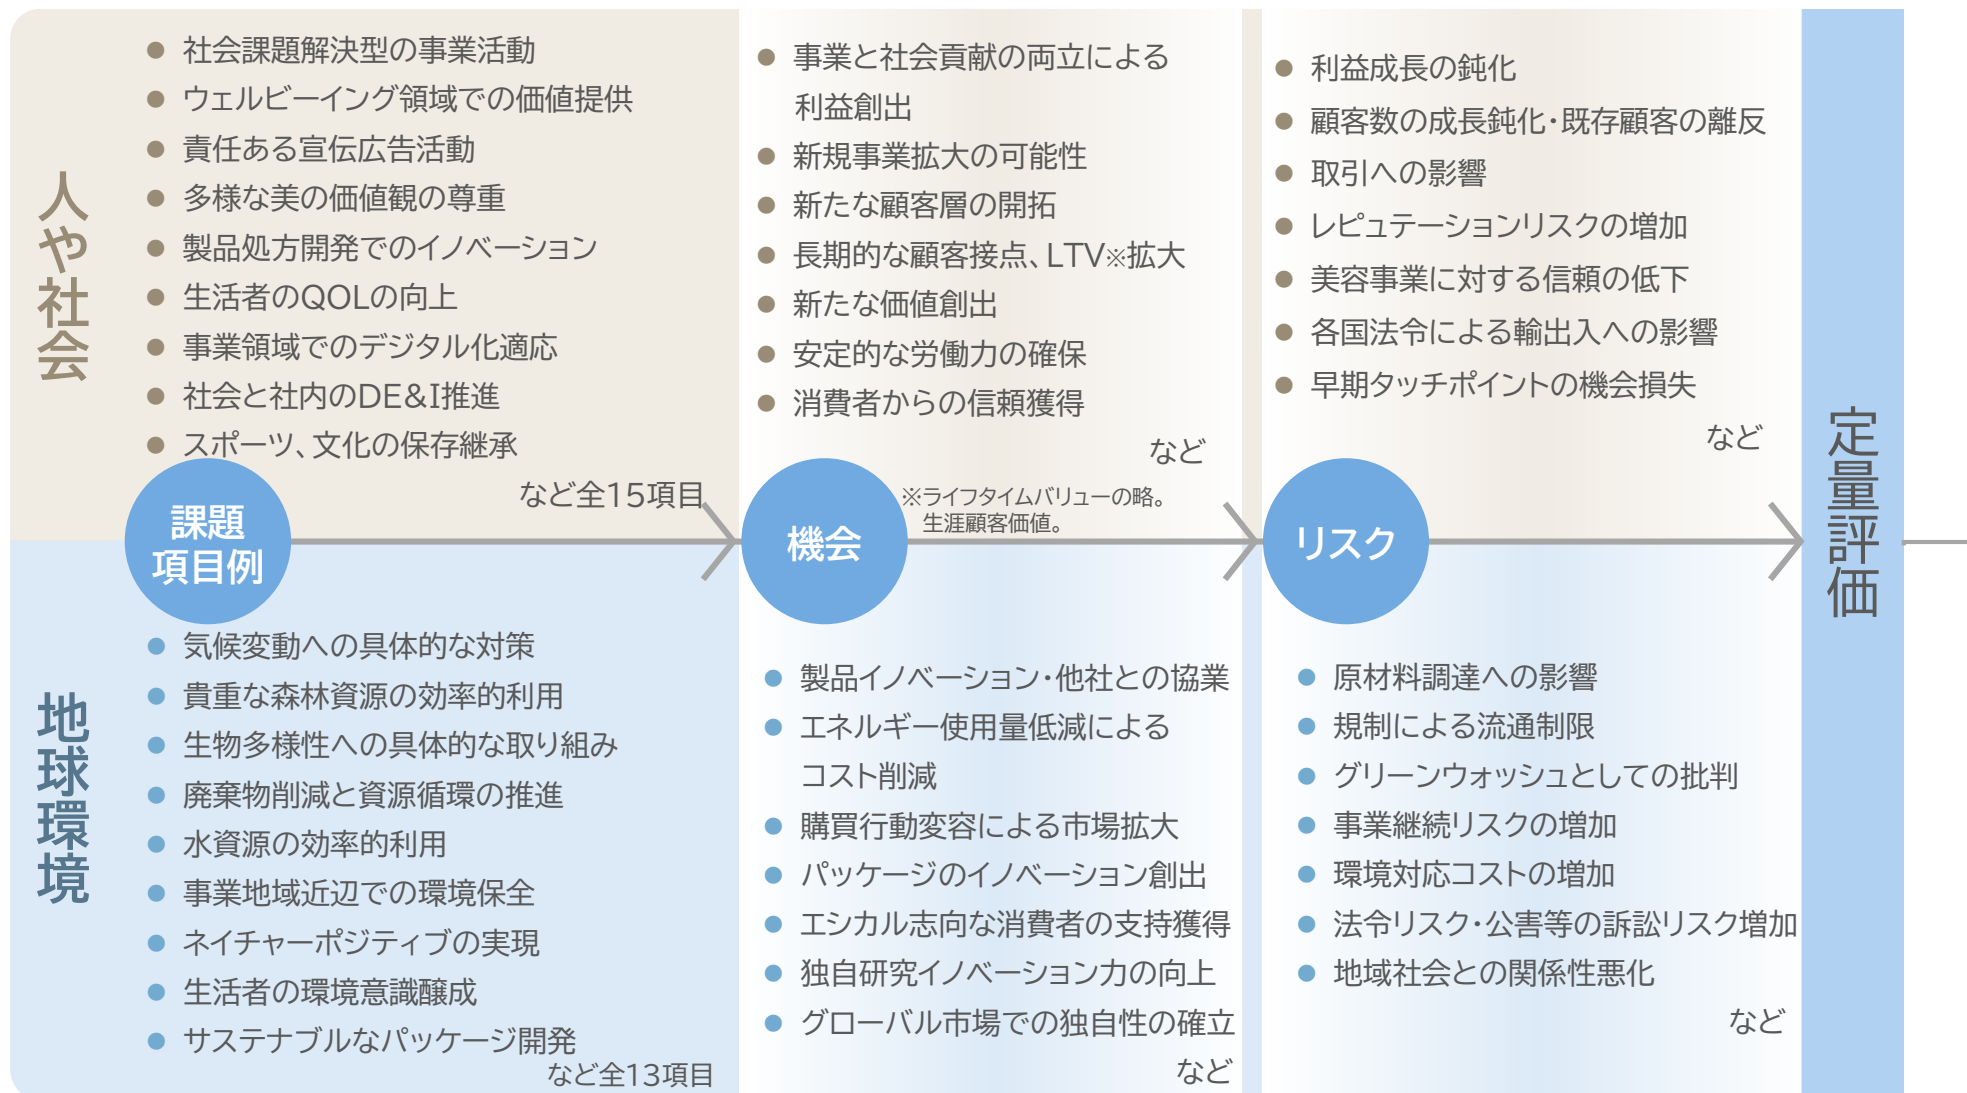 人や社会
社会課題解決型の事業活動
ウェルビーイング領域での価値提供
責任ある宣伝広告活動
多様な美の価値観の尊重
製品処方開発でのイノベーション
生活者のQOLの向上
事業領域でのデジタル化適応
社会と社内のDE&I推進
スポーツ、文化の保存継承
など全15項目
事業と社会貢献の両立による
利益創出
新規事業拡大の可能性
新たな顧客層の開拓
長期的な顧客接点、LTV※拡大
新たな価値創出
安定的な労働力の確保
消費者からの信頼獲得
など
※ライフタイムバリューの略。
生涯顧客価値。
利益成長の鈍化
顧客数の成長鈍化・既存顧客の離反
取引への影響
レピュテーションリスクの増加
美容事業に対する信頼の低下
各国法令による輸出入への影響
早期タッチポイントの機会損失
など
課題
項目例
機会
リスク
定量評価
地球環境
気候変動への具体的な対策
貴重な森林資源の効率的利用
生物多様性への具体的な取り組み
廃棄物削減と資源循環の推進
水資源の効率的利用
事業地域近辺での環境保全
ネイチャーポジティブの実現
生活者の環境意識醸成
サステナブルなパッケージ開発
など全13項目
製品イノベーション・他社との協業
エネルギー使用量低減による
コスト削減
購買行動変容による市場拡大
パッケージのイノベーション創出
エシカル志向な消費者の支持獲得
独自研究イノベーション力の向上
グローバル市場での独自性の確立
など
原材料調達への影響
規制による流通制限
グリーンウォッシュとしての批判
事業継続リスクの増加
環境対応コストの増加
法令リスク・公害等の訴訟リスク増加
地域社会との関係性悪化
など